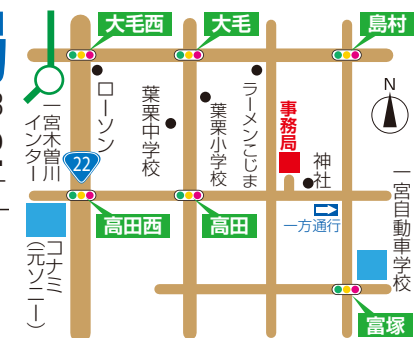 大毛西
大毛
島村
一宮木曽川
インター
ローソン
葉栗中学校
葉栗小学校
ラーメンこじま
事務局
神社
N
22
一方通行
一宮自動車学校
高田西
高田
コナミ
(元ソニー)
富塚